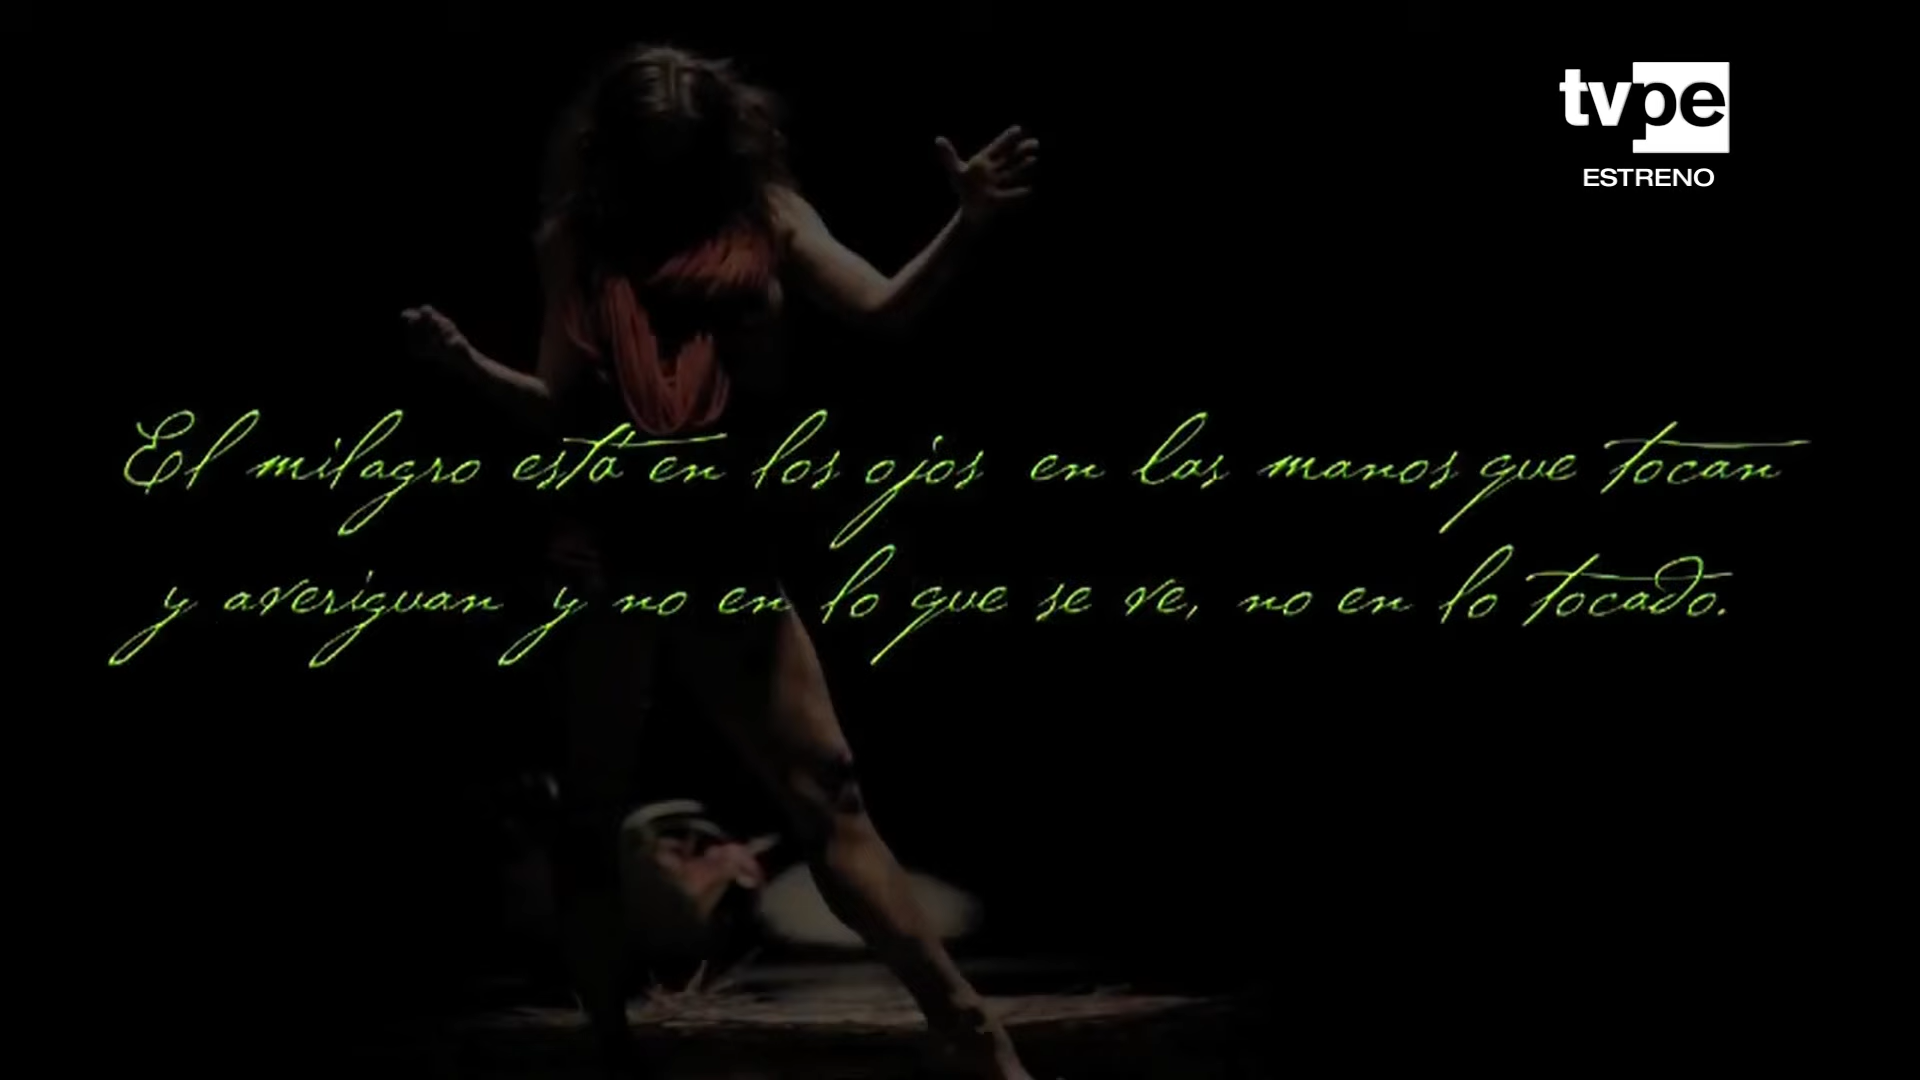 tvpe
ESTRENO
El milagro está en los ojos en las manos que tocan
y averiguan y no en lo que se ve, no en lo tocado.